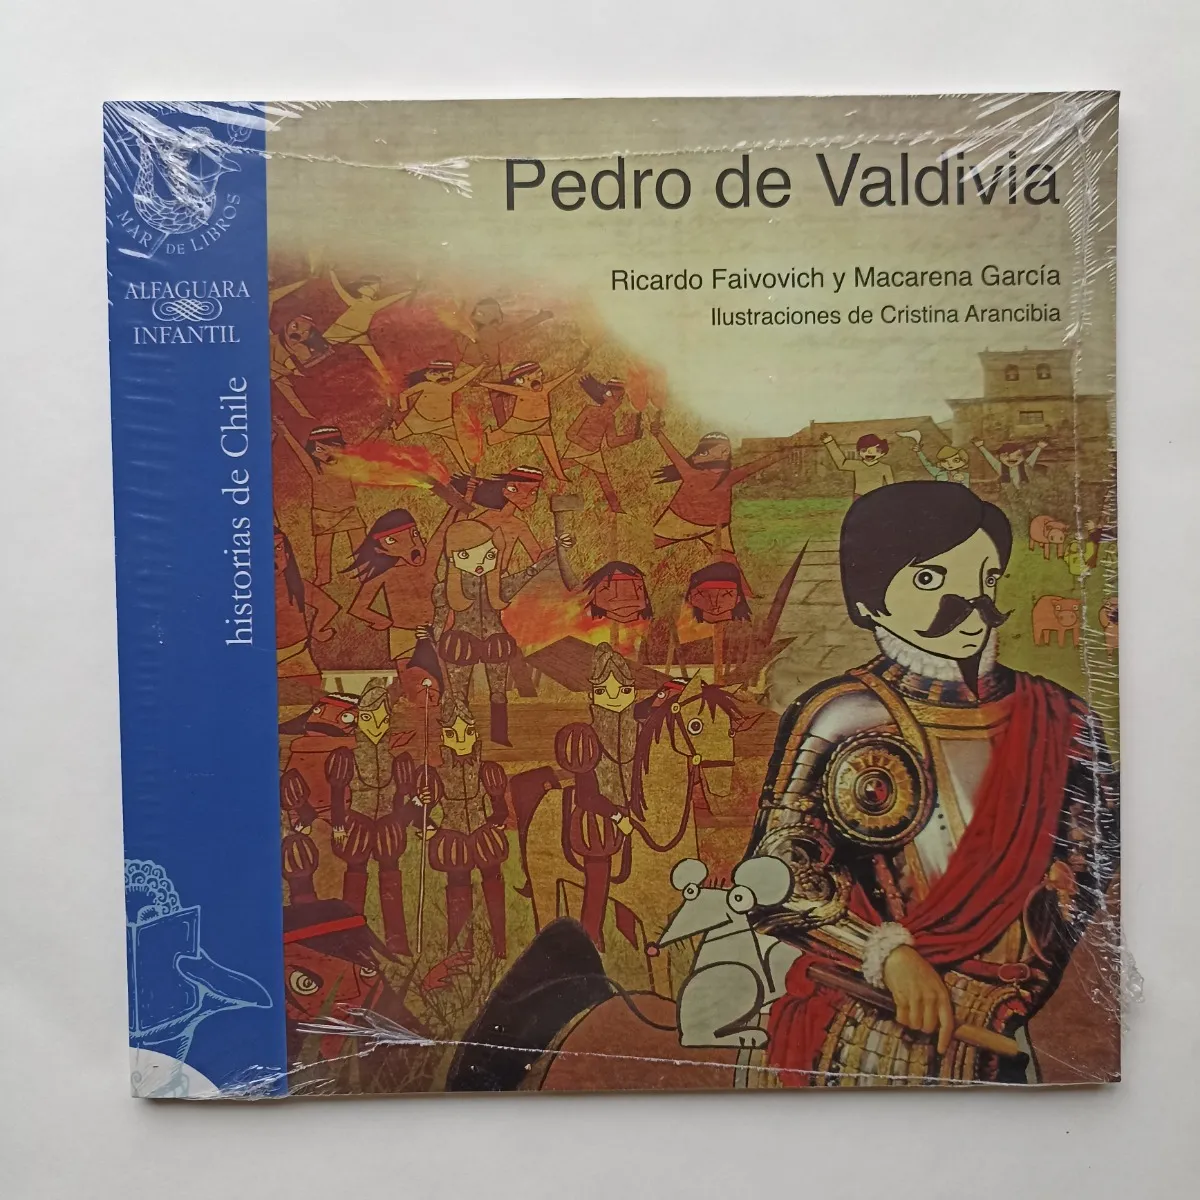 Pedro de Valdivia
Ricardo Faivovich y Macarena García
Ilustraciones de Cristina Arancibia
MAR DE LIBROS
ALFAGUARA
INFANTIL
historias de Chile